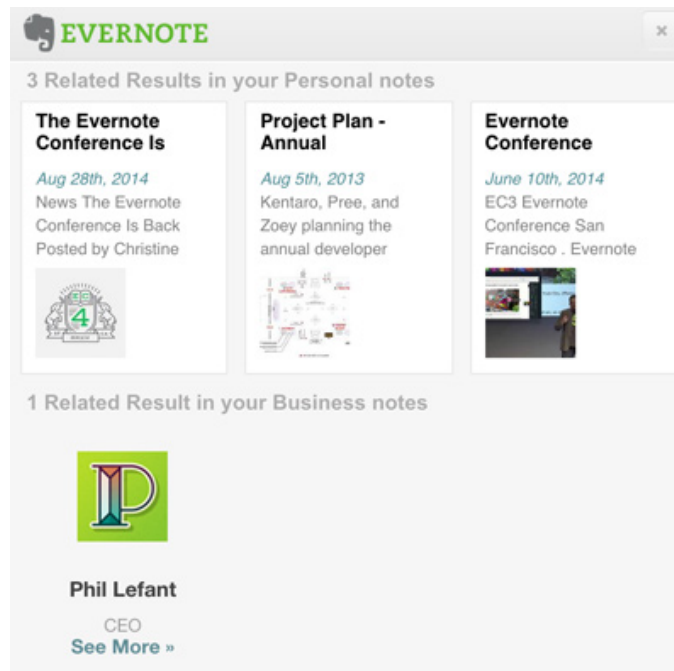 EVERNOTE
×
3 Related Results in your Personal notes
The Evernote
Conference Is
Aug 28th, 2014
News The Evernote
Conference Is Back
Posted by Christine
4
Project Plan -
Annual
Aug 5th, 2013
Kentaro, Pree, and
Zoey planning the
annual developer
Evernote
Conference
June 10th, 2014
EC3 Evernote
Conference San
Francisco . Evernote
1 Related Result in your Business notes
P
Phil Lefant
CEO
See More »